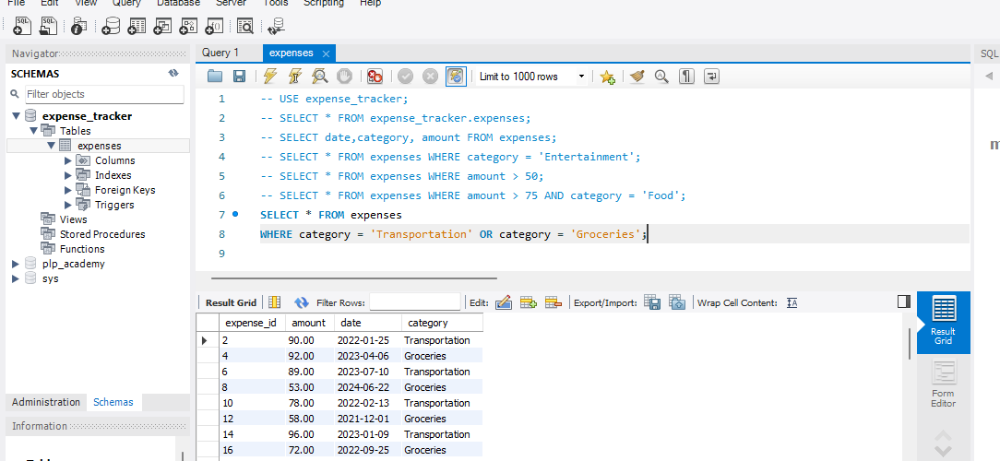 File Edit View Query Database Server Tools Scripting Help
Navigator
SCHEMAS
Filter objects
expense_tracker
Tables
expenses
Columns
Indexes
Foreign Keys
Triggers
Views
Stored Procedures
Functions
plp_academy
sys
Administration Schemas
Information
Query 1 expenses
Limit to 1000 rows
1 -- USE expense_tracker;
2 -- SELECT * FROM expense_tracker.expenses;
3 -- SELECT date,category, amount FROM expenses;
4 -- SELECT * FROM expenses WHERE category = 'Entertainment';
5 -- SELECT * FROM expenses WHERE amount > 50;
6 -- SELECT * FROM expenses WHERE amount > 75 AND category = 'Food';
7 SELECT * FROM expenses
8 WHERE category = 'Transportation' OR category = 'Groceries';
9
Result Grid Filter Rows: Edit: Export/Import: Wrap Cell Content: IA
expense_id amount date category
2 90.00 2022-01-25 Transportation
4 92.00 2023-04-06 Groceries
6 89.00 2023-07-10 Transportation
8 53.00 2024-06-22 Groceries
10 78.00 2022-02-13 Transportation
12 58.00 2021-12-01 Groceries
14 96.00 2023-01-09 Transportation
16 72.00 2022-09-25 Groceries
Result
Grid
Form
Editor
SQL